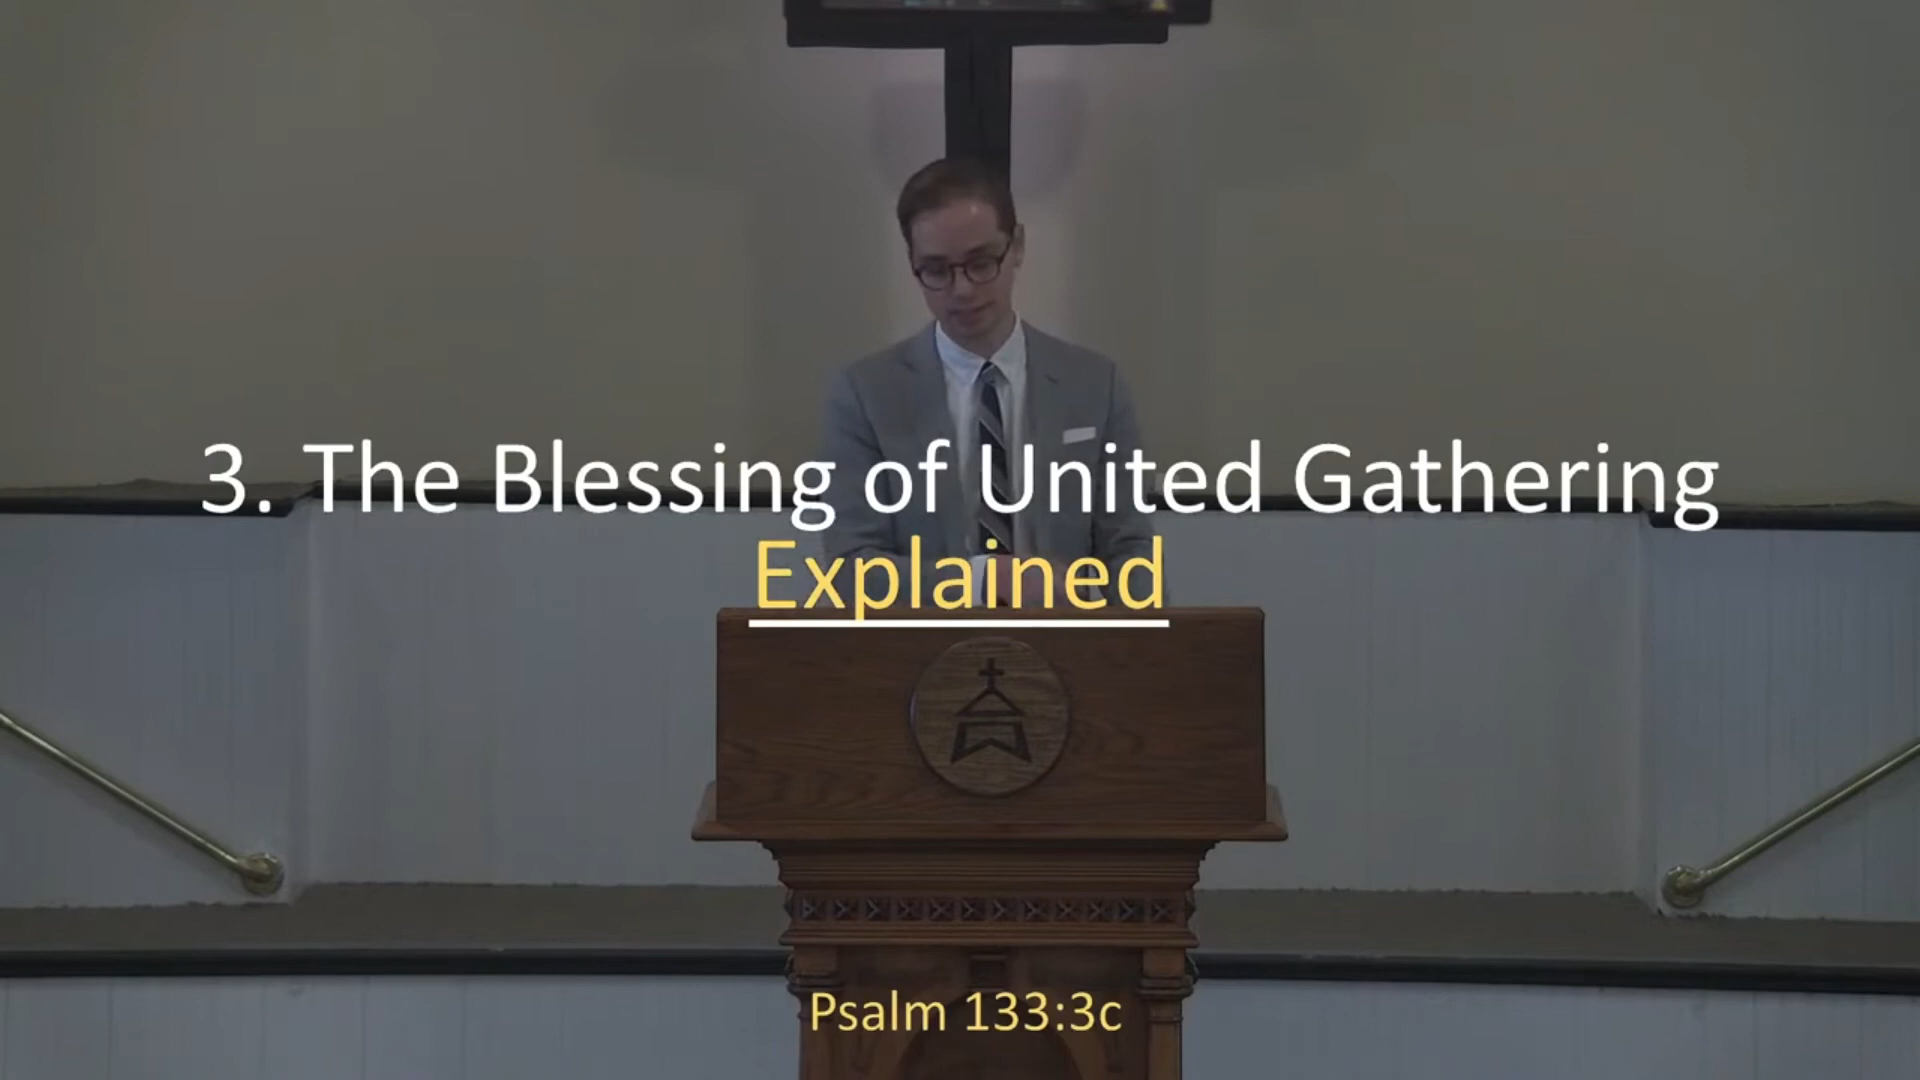 3. The Blessing of United Gathering
Explained
Psalm 133:3c